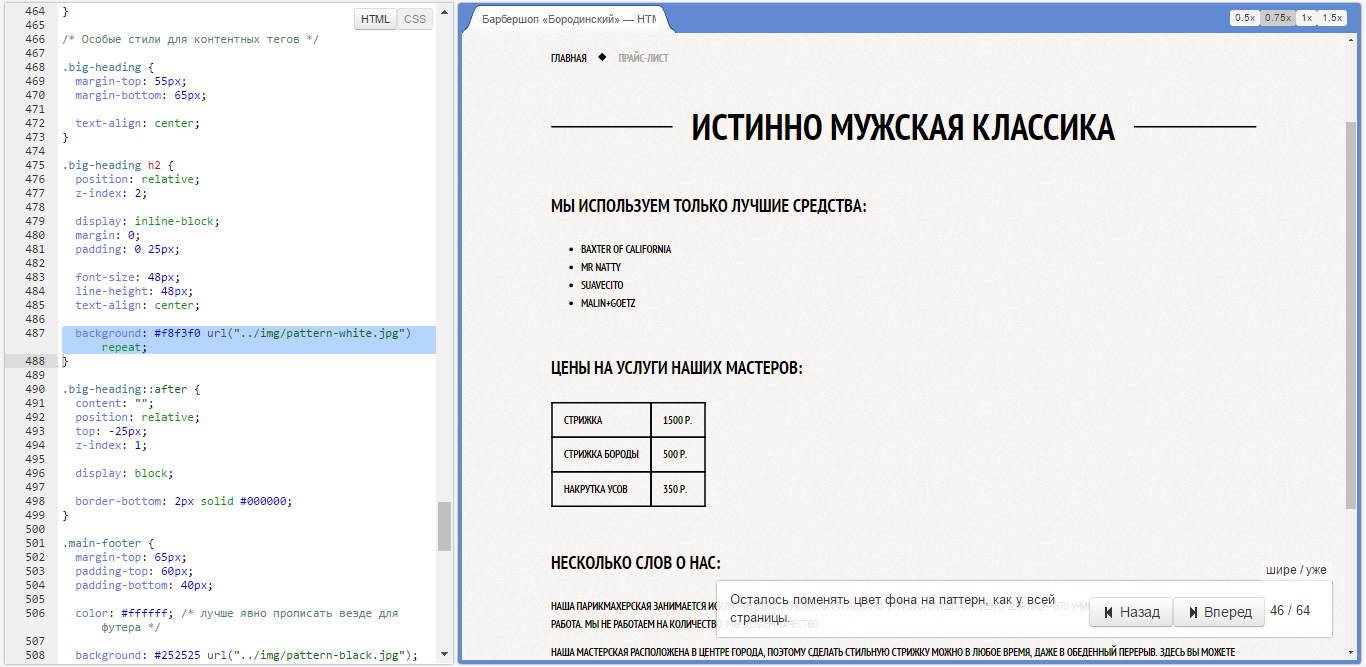 464 }
465
466 /* Особые стили для контентных тегов */
467
468 .big-heading {
469 margin-top: 55px;
470 margin-bottom: 65px;
471
472 text-align: center;
473 }
474
475 .big-heading h2 {
476 position: relative;
477 z-index: 2;
478
479 display: inline-block;
480 margin: 0;
481 padding: 0 25px;
482
483 font-size: 48px;
484 line-height: 48px;
485 text-align: center;
486
487 background: #f8f3f0 url("../img/pattern-white.jpg")
repeat;
488 }
489
490 .big-heading::after {
491 content: "";
492 position: relative;
493 top: -25px;
494 z-index: 1;
495
496 display: block;
497
498 border-bottom: 2px solid #000000;
499 }
500
501 .main-footer {
502 margin-top: 65px;
503 padding-top: 60px;
504 padding-bottom: 40px;
505
506 color: #ffffff; /* лучше явно прописать везде для
футера */
507
508 background: #252525 url("../img/pattern-black.jpg");
HTML CSS
Барбершоп «Бородинский» — HTM
0.5x 0.75x 1x 1.5x
ГЛАВНАЯ ◆ ПРАЙС-ЛИСТ
ИСТИННО МУЖСКАЯ КЛАССИКА
МЫ ИСПОЛЬЗУЕМ ТОЛЬКО ЛУЧШИЕ СРЕДСТВА:
• BAXTER OF CALIFORNIA
• MR NATTY
• SUAVECITO
• MALIN+GOETZ
ЦЕНЫ НА УСЛУГИ НАШИХ МАСТЕРОВ:
СТРИЖКА 1500 Р.
СТРИЖКА БОРОДЫ 500 Р.
НАКРУТКА УСОВ 350 Р.
НЕСКОЛЬКО СЛОВ О НАС:
шире / уже
НАША ПАРИКМАХЕРСКАЯ ЗАНИМАЕТСЯ
РАБОТА. МЫ НЕ РАБОТАЕМ НА КОЛИЧЕСТВО, МЫ ДЕЛАЕМ КАЧЕСТВО.
НАША МАСТЕРСКАЯ РАСПОЛОЖЕНА В ЦЕНТРЕ ГОРОДА, ПОЭТОМУ СДЕЛАТЬ СТИЛЬНУЮ СТРИЖКУ МОЖНО В ЛЮБОЕ ВРЕМЯ, ДАЖЕ В ОБЕДЕННЫЙ ПЕРЕРЫВ. ЗДЕСЬ ВЫ МОЖЕТЕ
Осталось поменять цвет фона на паттерн, как у всей
страницы.
Назад Вперед 46 / 64